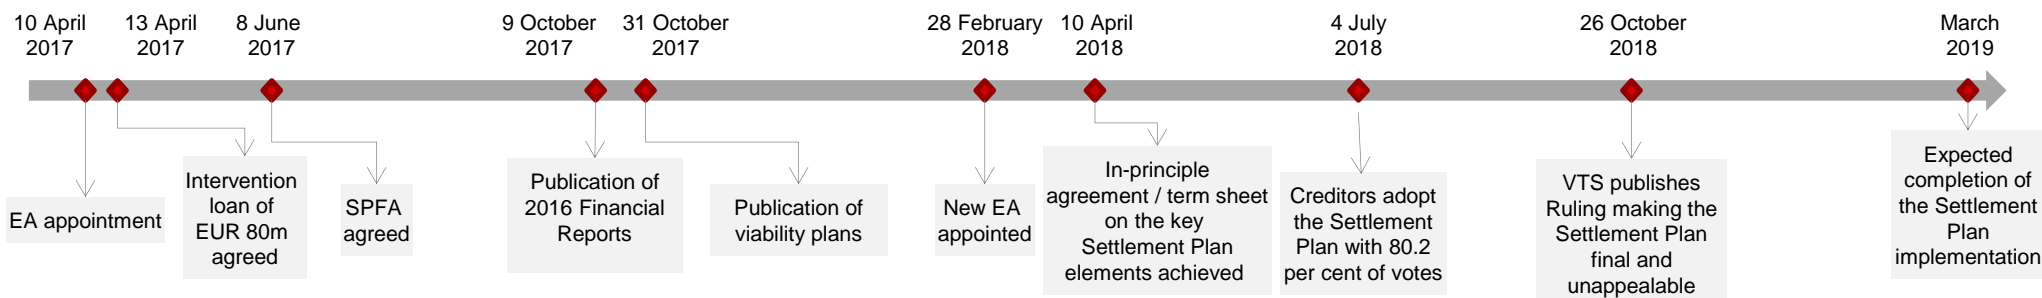 10 April
2017
13 April
2017
8 June
2017
9 October
2017
31 October
2017
28 February
2018
10 April
2018
4 July
2018
26 October
2018
March
2019
EA appointment
Intervention
loan of
EUR 80m
agreed
SPFA
agreed
Publication of
2016 Financial
Reports
Publication of
viability plans
New EA
appointed
In-principle
agreement / term sheet
on the key
Settlement Plan
elements achieved
Creditors adopt
the Settlement
Plan with 80.2
per cent of votes
VTS publishes
Ruling making the
Settlement Plan
final and
unappealable
Expected
completion of
the Settlement
Plan
implementation